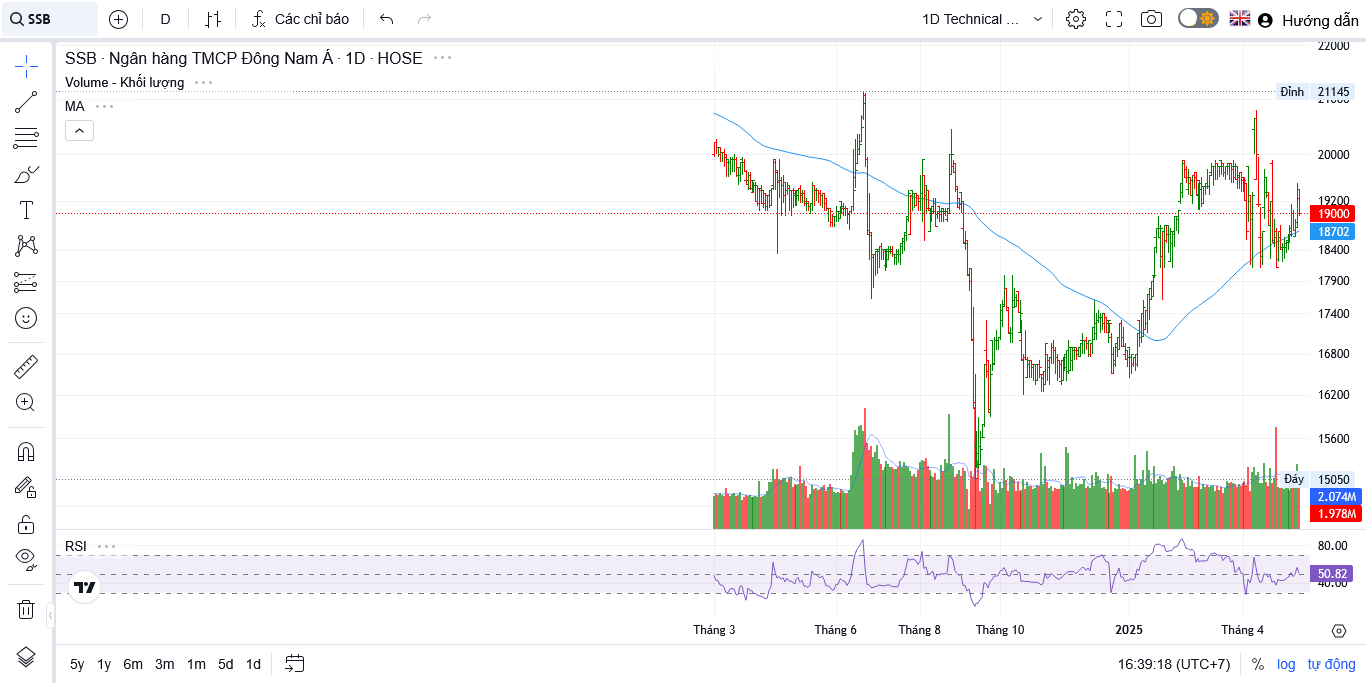 SSB D Các chỉ báo 1D Technical ... Hướng dẫn
SSB · Ngân hàng TMCP Đông Nam Á · 1D · HOSE
Volume - Khối lượng
MA
22000
Đỉnh 21145
21000
20000
19200
19000
18702
18400
17900
17400
16800
16200
15600
Đáy 15050
2.074M
1.978M
RSI
80.00
50.82
40.00
Tháng 3 Tháng 6 Tháng 8 Tháng 10 2025 Tháng 4
5y 1y 6m 3m 1m 5d 1d 16:39:18 (UTC+7) % log tự động